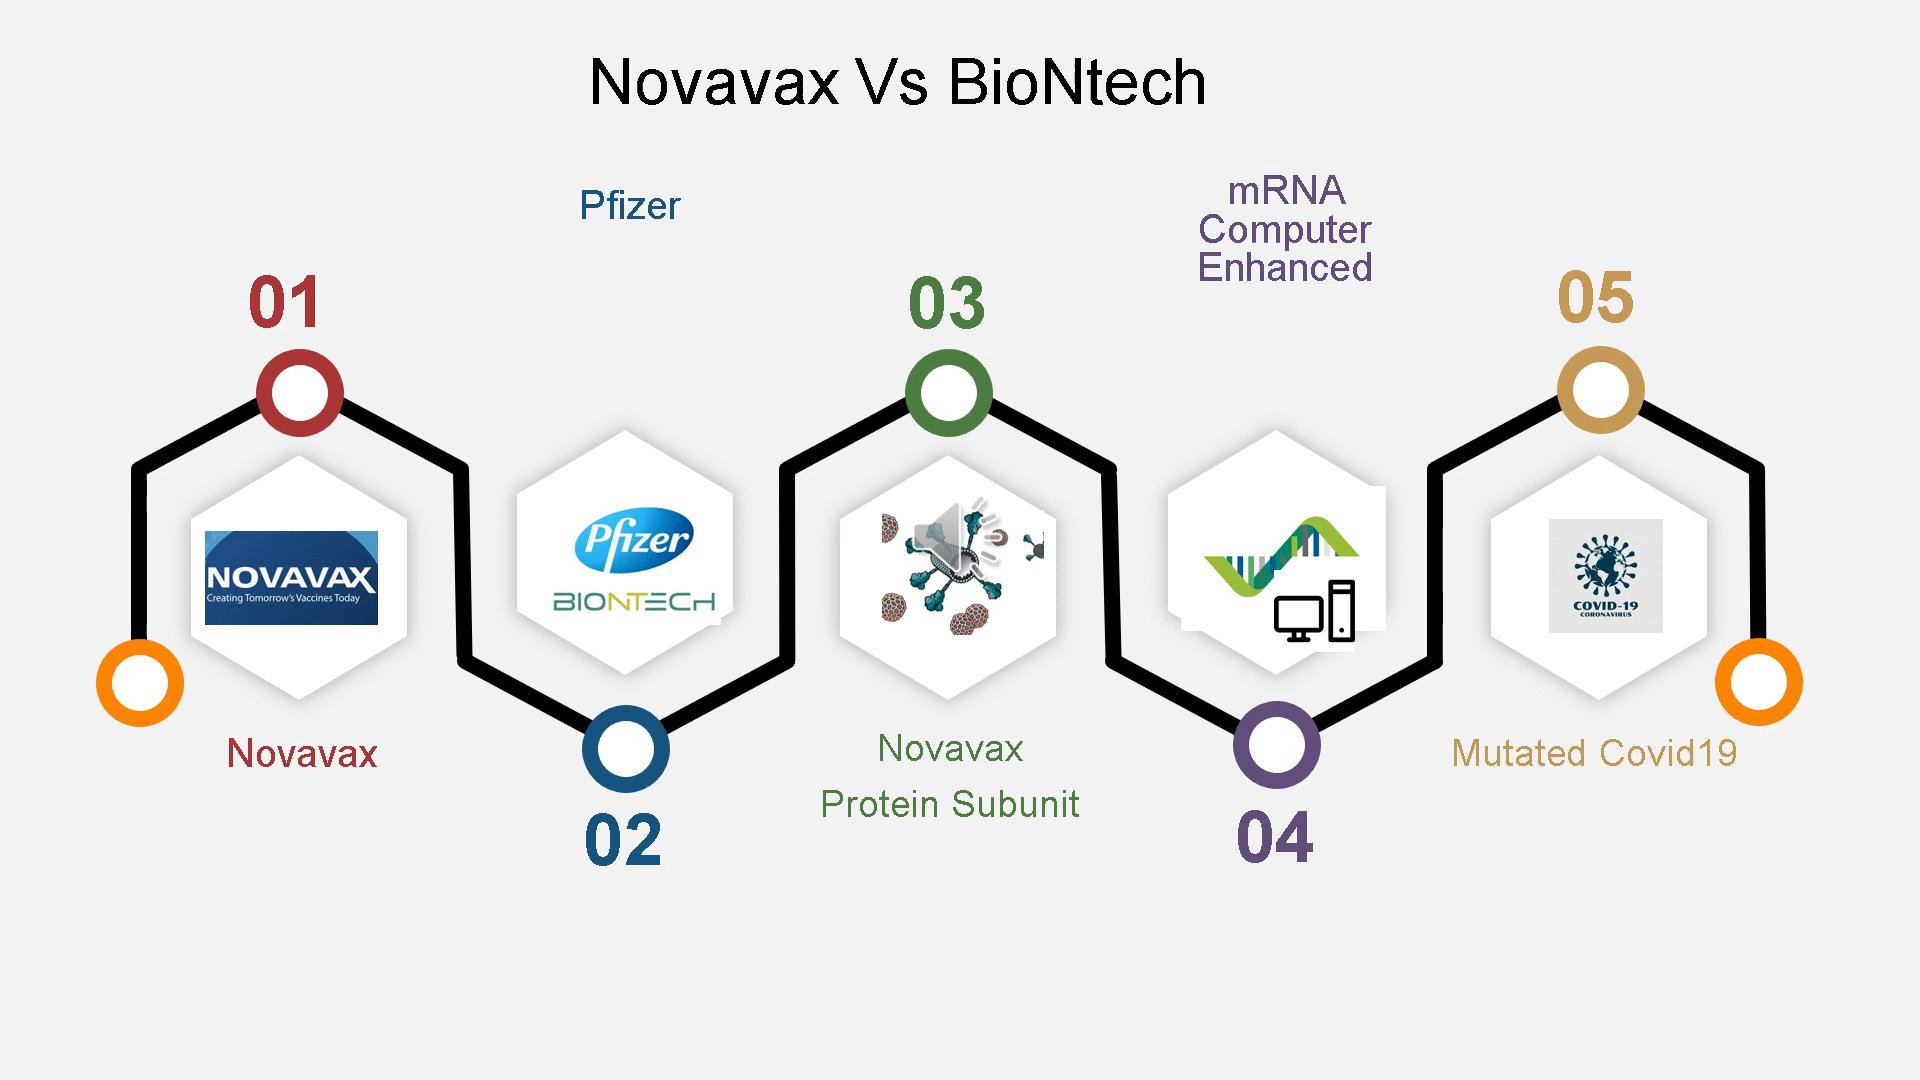 Novavax Vs BioNtech
Pfizer
mRNA
Computer
Enhanced
01
03
05
NOVAVAX
Creating Tomorrow's Vaccines Today
Pfizer
BIONTECH
COVID-19
CORONAVIRUS
Novavax
02
Novavax
Protein Subunit
04
Mutated Covid19